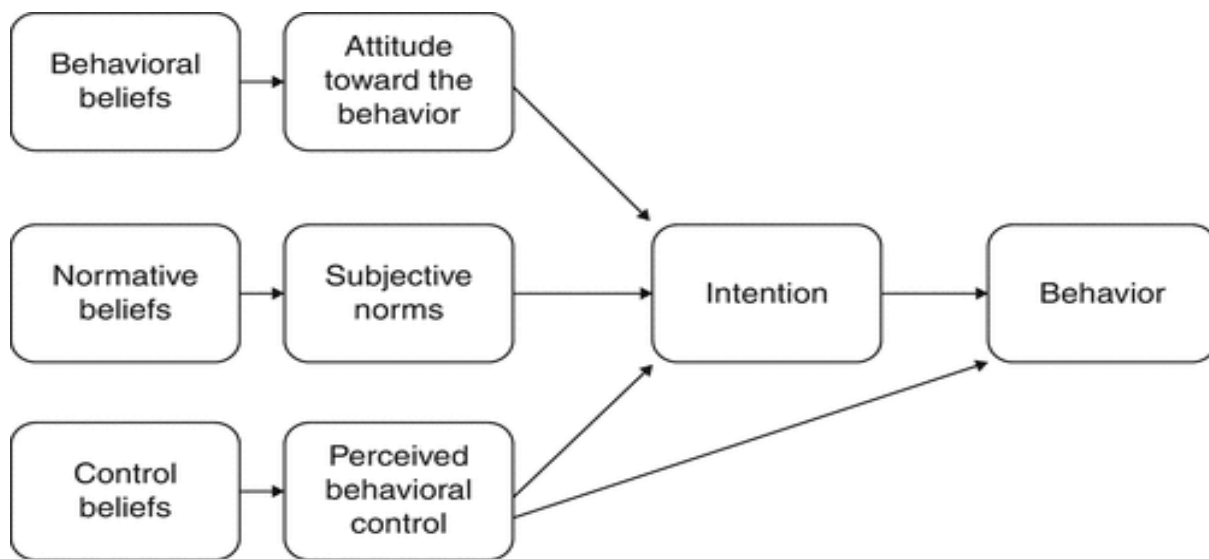 Behavioral
beliefs
Attitude
toward the
behavior
Normative
beliefs
Subjective
norms
Intention
Behavior
Control
beliefs
Perceived
behavioral
control